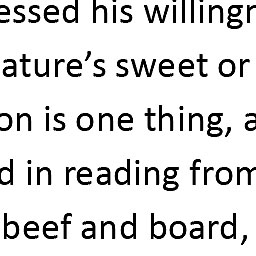 essed his willingn
ature’s sweet or
on is one thing, a
d in reading from
beef and board,